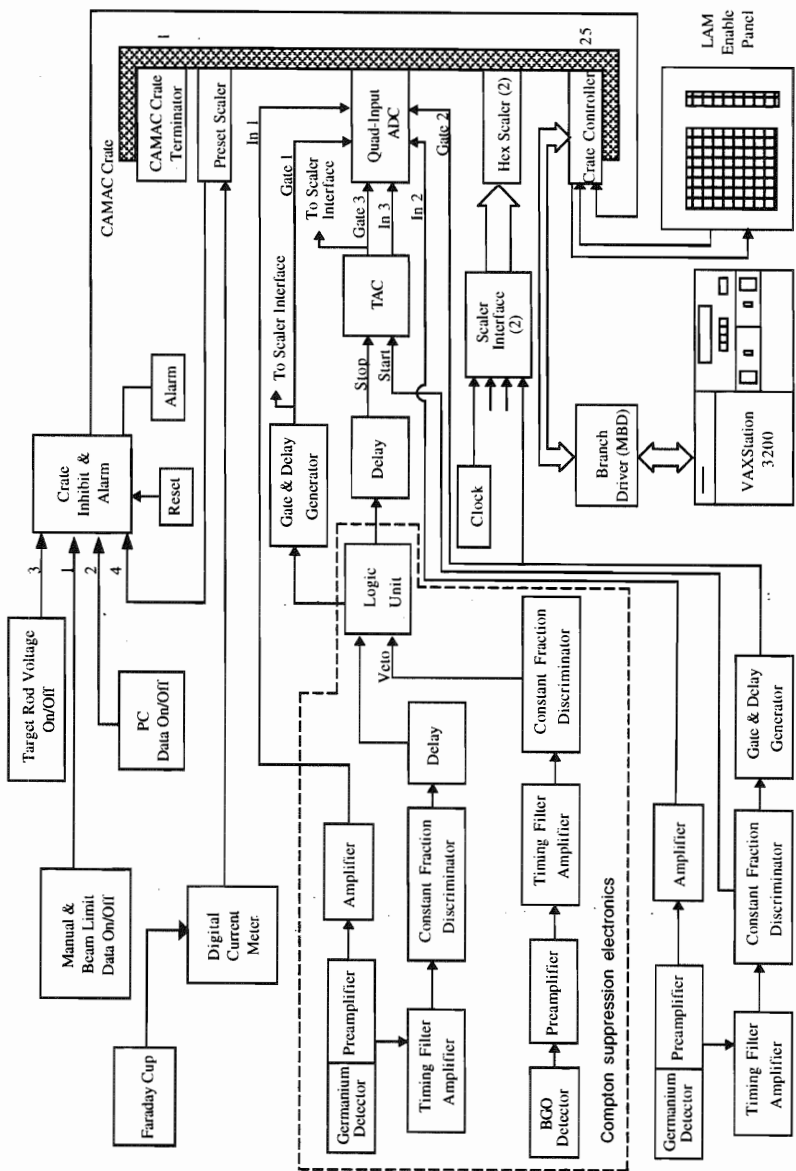 CAMAC Crate
1
25
CAMAC Crate
Terminator
Preset Scaler
Quad-Input
ADC
Hex Scaler (2)
Crate Controller
LAM
Enable
Panel
In 1
Gate 1
To Scaler
Interface
Gate 3
In 3
In 2
Gate 2
Target Rod Voltage
On/Off
3
1
2
4
Crate
Inhibit &
Alarm
Alarm
Reset
PC
Data On/Off
Manual &
Beam Limit
Data On/Off
Digital
Current
Meter
Faraday Cup
To Scaler Interface
Gate & Delay
Generator
TAC
Stop
Start
Delay
Logic
Unit
Veto
Scaler
Interface
(2)
Clock
Branch
Driver (MBD)
VAXStation
3200
Germanium
Detector
Preamplifier
Amplifier
Timing Filter
Amplifier
Constant Fraction
Discriminator
Delay
BGO
Detector
Preamplifier
Timing Filter
Amplifier
Constant Fraction
Discriminator
Compton suppression electronics
Germanium
Detector
Preamplifier
Amplifier
Timing Filter
Amplifier
Constant Fraction
Discriminator
Gate & Delay
Generator